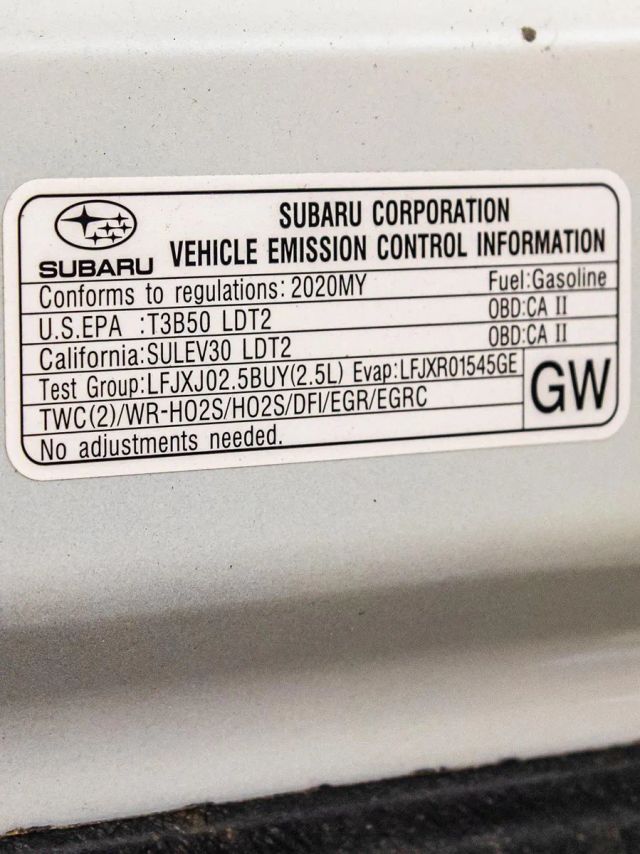 SUBARU
SUBARU CORPORATION
VEHICLE EMISSION CONTROL INFORMATION
Conforms to regulations: 2020MY Fuel:Gasoline
U.S.EPA :T3B50 LDT2 OBD:CA II
California:SULEV30 LDT2 OBD:CA II
Test Group:LFJXJ02.5BUY(2.5L) Evap:LFJXR01545GE
TWC(2)/WR-HO2S/HO2S/DFI/EGR/EGRC
No adjustments needed.
GW